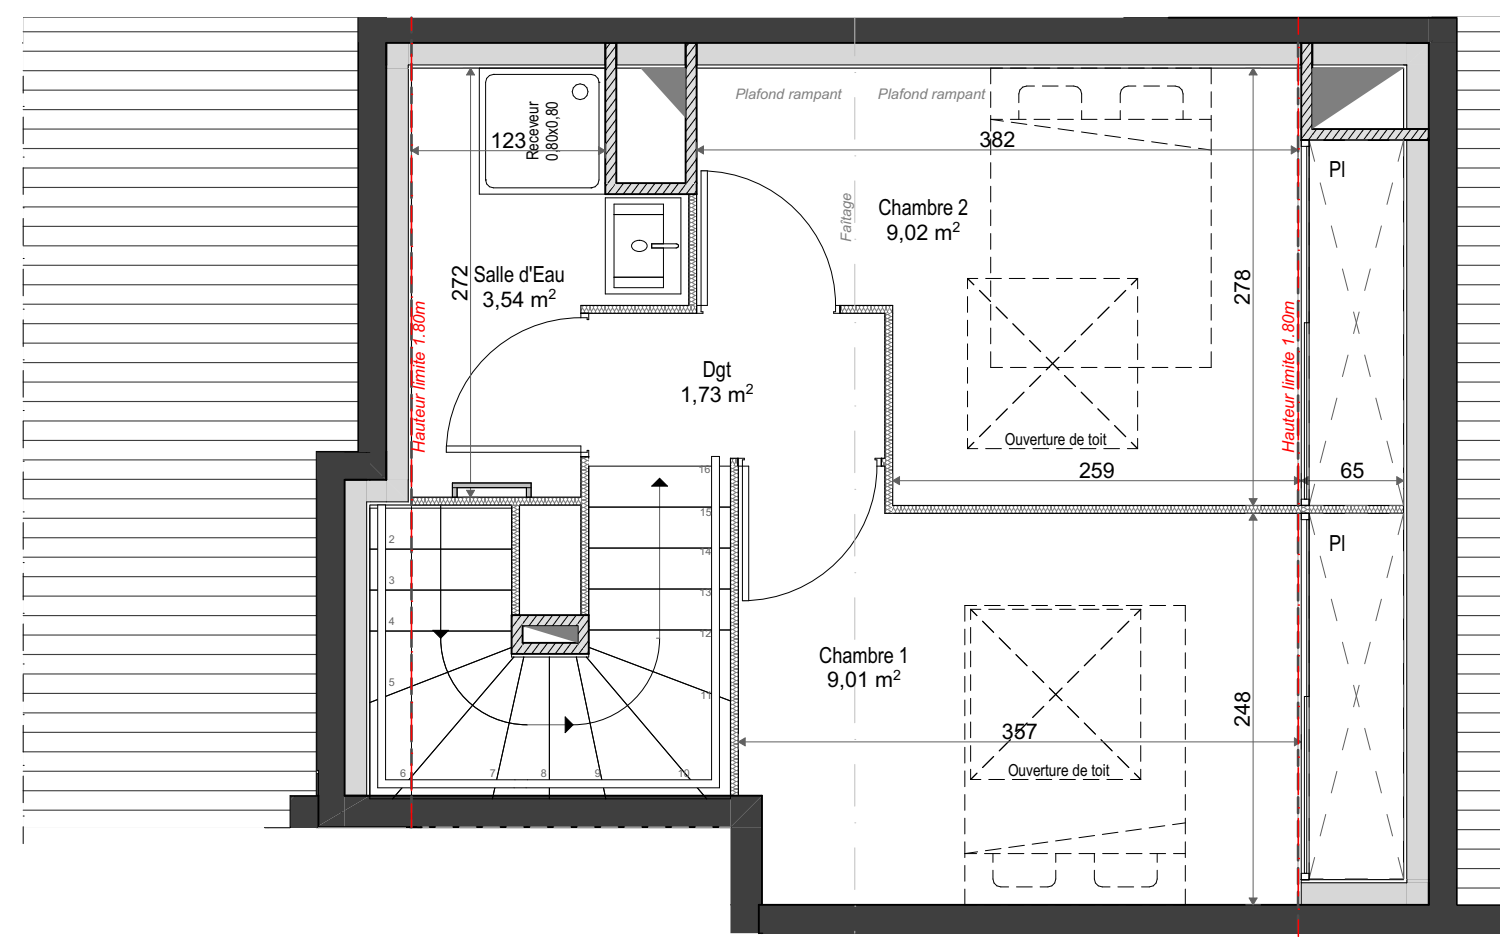 Plafond rampant
Plafond rampant
123
Receveur
0.80x0,80
382
Pl
Chambre 2
9,02 m²
Faîtage
272
Salle d'Eau
3,54 m²
278
Hauteur limite 1.80m
Hauteur limite 1.80m
Dgt
1,73 m²
Ouverture de toit
259
65
16
15
14
13
12
11
10
9
8
7
6
5
4
3
2
Pl
Chambre 1
9,01 m²
248
357
Ouverture de toit